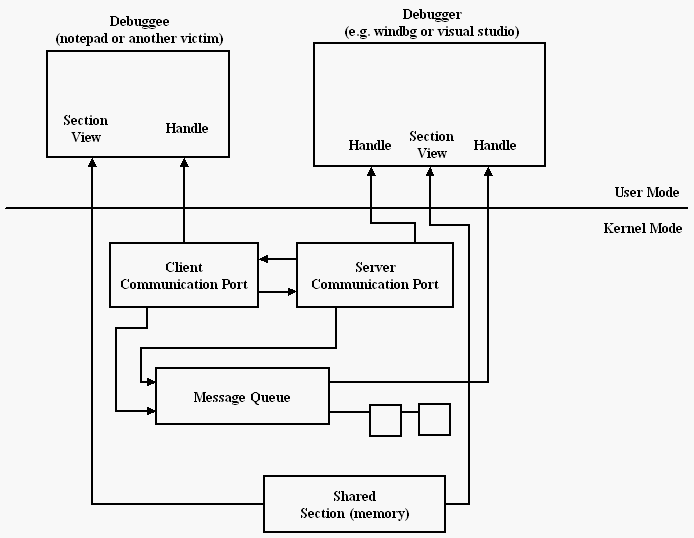 Debuggee
(notepad or another victim)
Debugger
(e.g. windbg or visual studio)
Section
View
Handle
Handle
Section
View
Handle
User Mode
Kernel Mode
Client
Communication Port
Server
Communication Port
Message Queue
Shared
Section (memory)